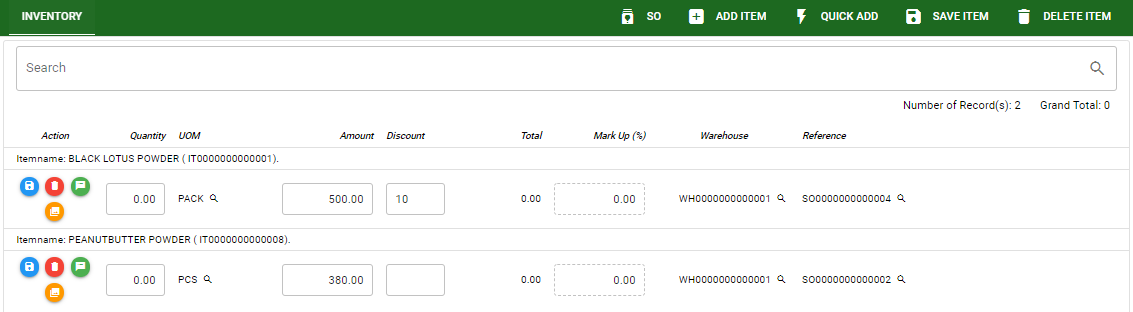 INVENTORY SO ADD ITEM QUICK ADD SAVE ITEM DELETE ITEM
Search
Number of Record(s): 2 Grand Total: 0
Action Quantity UOM Amount Discount Total Mark Up (%) Warehouse Reference
Itemname: BLACK LOTUS POWDER ( IT0000000000001).
0.00 PACK 500.00 10 0.00 0.00 WH0000000000001 SO0000000000004
Itemname: PEANUTBUTTER POWDER ( IT0000000000008).
0.00 PCS 380.00 0.00 0.00 WH0000000000001 SO0000000000002